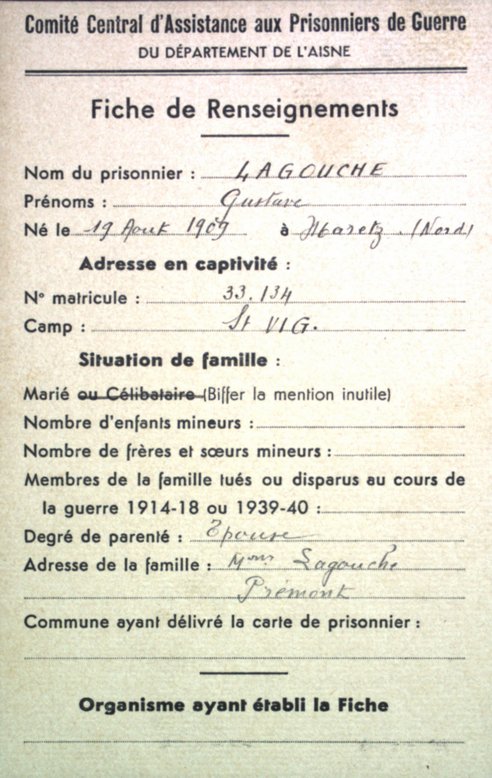 Comité Central d'Assistance aux Prisonniers de Guerre
DU DÉPARTEMENT DE L'AISNE
Fiche de Renseignements
Nom du prisonnier : LAGOUCHE
Prénoms : Gustave
Né le 19 Août 1909 à Maretz (Nord)
Adresse en captivité :
N° matricule : 33.134
Camp : St VIG.
Situation de famille :
Marié ou Célibataire (Biffer la mention inutile)
Nombre d'enfants mineurs :
Nombre de frères et sœurs mineurs :
Membres de la famille tués ou disparus au cours de
la guerre 1914-18 ou 1939-40 :
Degré de parenté : Epouse
Adresse de la famille : Mme Lagouche
Prémont
Commune ayant délivré la carte de prisonnier :
Organisme ayant établi la Fiche